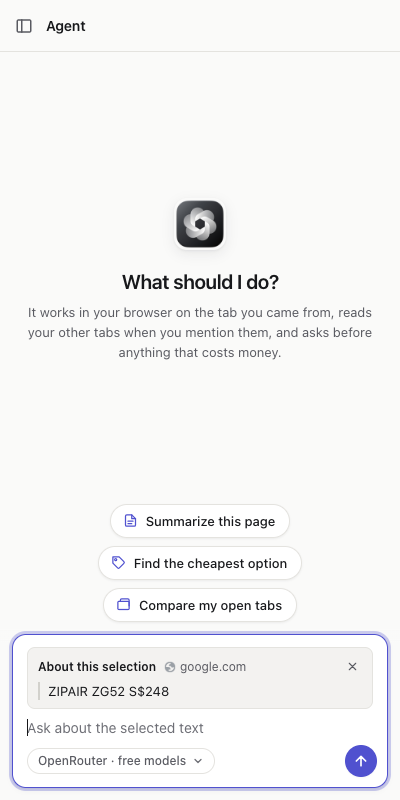 Agent
What should I do?
It works in your browser on the tab you came from, reads
your other tabs when you mention them, and asks before
anything that costs money.
Summarize this page
Find the cheapest option
Compare my open tabs
About this selection google.com
ZIPAIR ZG52 S$248
Ask about the selected text
OpenRouter · free models